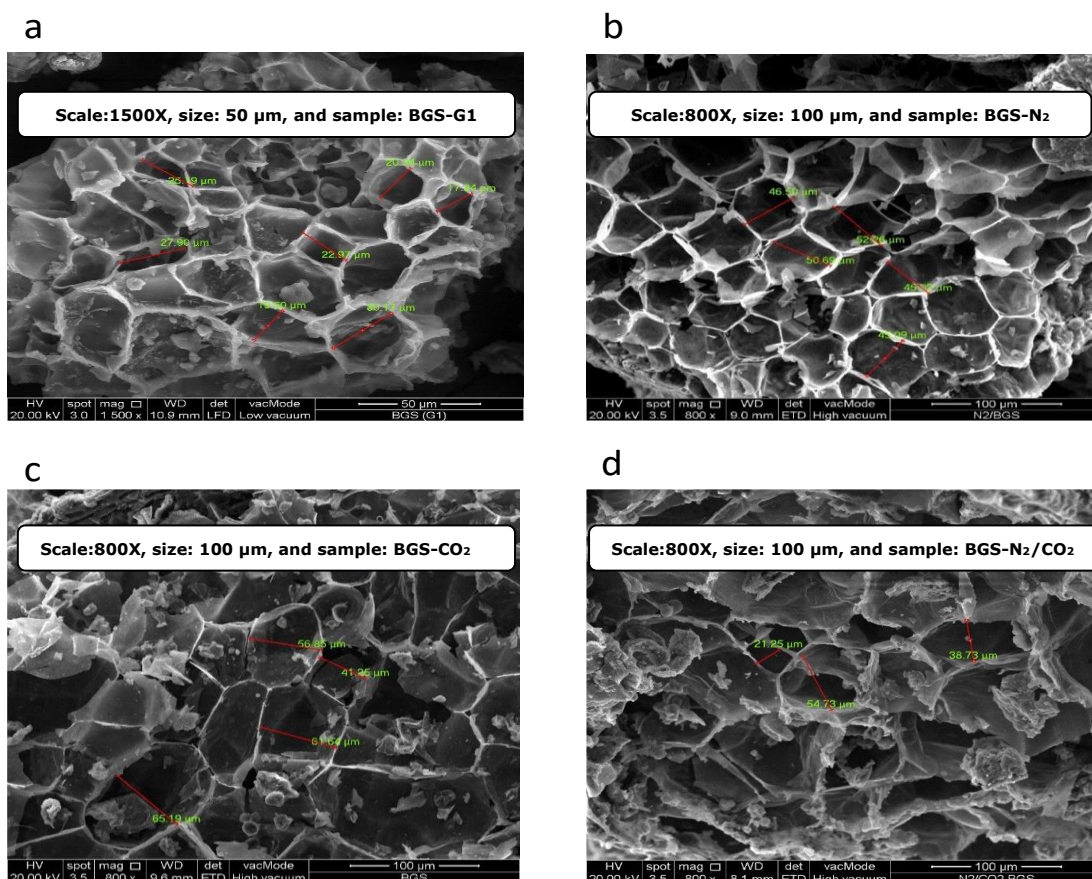 a
Scale:1500X, size: 50 µm, and sample: BGS-G1
27.90 µm
22.92 µm
HV spot mag WD det vacMode 50 µm
20.00 kV 3.0 1 500 x 10.9 mm LFD Low vacuum BGS (G1)
b
Scale:800X, size: 100 µm, and sample: BGS-N₂
46.50 µm
50.69 µm
HV spot mag WD det vacMode 100 µm
20.00 kV 3.5 800 x 9.0 mm ETD High vacuum N2/BGS
c
Scale:800X, size: 100 µm, and sample: BGS-CO₂
56.85 µm
41.35 µm
61.64 µm
65.19 µm
HV spot mag WD det vacMode 100 µm
20.00 kV 3.5 800 x 9.6 mm ETD High vacuum BGS
d
Scale:800X, size: 100 µm, and sample: BGS-N₂/CO₂
21.25 µm
38.73 µm
54.73 µm
HV spot mag WD det vacMode 100 µm
20.00 kV 3.5 800 x 8.1 mm ETD High vacuum N2/CO2 BGS